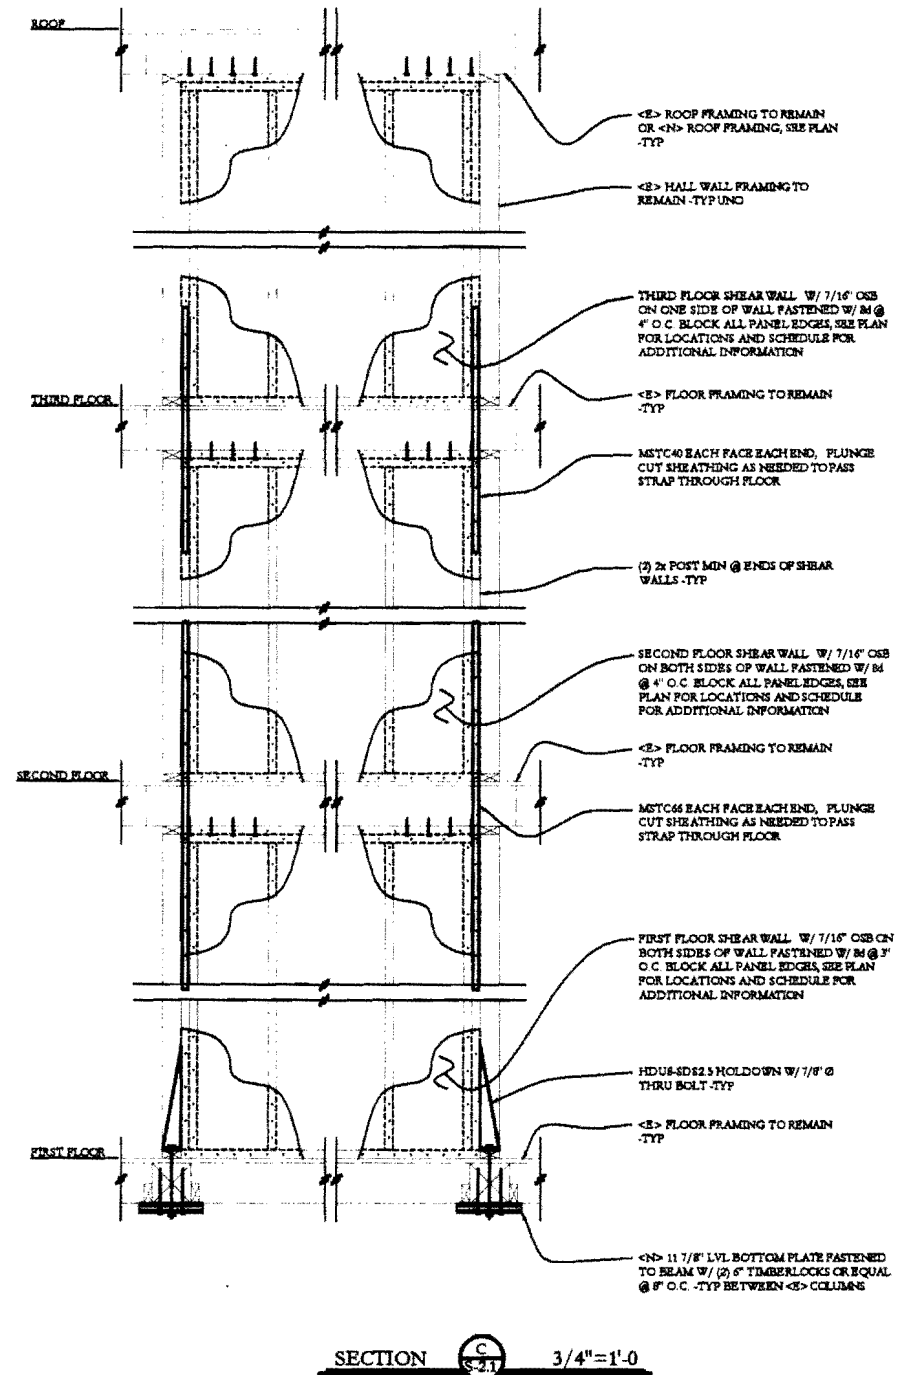 ROOF
<E> ROOF FRAMING TO REMAIN
OR <N> ROOF FRAMING, SEE PLAN
-TYP
<E> HALL WALL FRAMING TO
REMAIN -TYP UNO
THIRD FLOOR SHEAR WALL W/ 7/16" OSB
ON ONE SIDE OF WALL FASTENED W/ 8d @
4" O.C. BLOCK ALL PANEL EDGES, SEE PLAN
FOR LOCATIONS AND SCHEDULE FOR
ADDITIONAL INFORMATION
THIRD FLOOR
<E> FLOOR FRAMING TO REMAIN
-TYP
MSTC40 EACH FACE EACH END, PLUNGE
CUT SHEATHING AS NEEDED TO PASS
STRAP THROUGH FLOOR
(2) 2x POST MIN @ ENDS OF SHEAR
WALLS -TYP
SECOND FLOOR SHEAR WALL W/ 7/16" OSB
ON BOTH SIDES OF WALL FASTENED W/ 8d
@ 4" O.C. BLOCK ALL PANEL EDGES, SEE
PLAN FOR LOCATIONS AND SCHEDULE
FOR ADDITIONAL INFORMATION
<E> FLOOR FRAMING TO REMAIN
-TYP
SECOND FLOOR
MSTC66 EACH FACE EACH END, PLUNGE
CUT SHEATHING AS NEEDED TO PASS
STRAP THROUGH FLOOR
FIRST FLOOR SHEAR WALL W/ 7/16" OSB ON
BOTH SIDES OF WALL FASTENED W/ 8d @ 3"
O.C. BLOCK ALL PANEL EDGES, SEE PLAN
FOR LOCATIONS AND SCHEDULE FOR
ADDITIONAL INFORMATION
HDU8-SDS2.5 HOLDOWN W/ 7/8" Ø
THRU BOLT -TYP
<E> FLOOR FRAMING TO REMAIN
-TYP
FIRST FLOOR
<N> 11 7/8" LVL BOTTOM PLATE FASTENED
TO BEAM W/ (2) 6" TIMBERLOCKS OR EQUAL
@ 8" O.C. -TYP BETWEEN <E> COLUMNS
SECTION C S-2.1 3/4"=1'-0